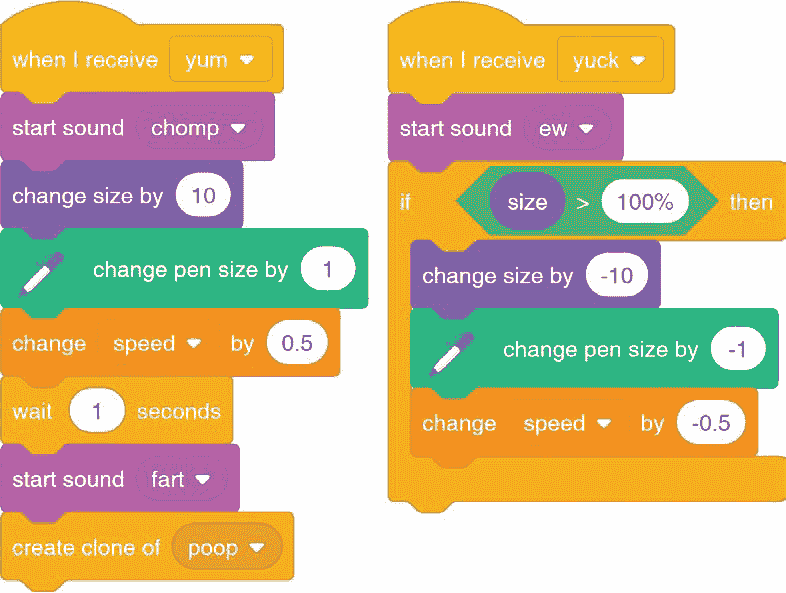 when I receive yum
start sound chomp
change size by 10
change pen size by 1
change speed by 0.5
wait 1 seconds
start sound fart
create clone of poop
when I receive yuck
start sound ew
if size > 100% then
change size by -10
change pen size by -1
change speed by -0.5